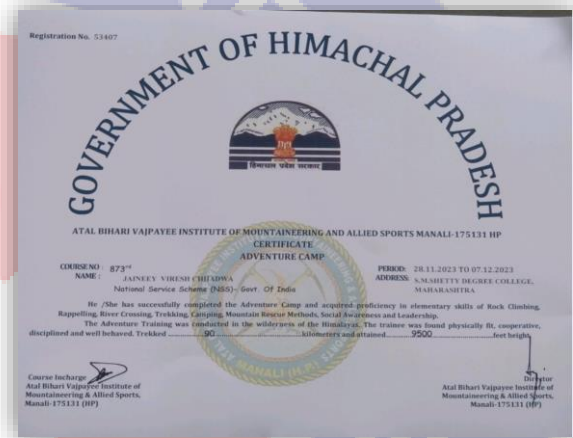 Registration No. 53407
GOVERNMENT OF HIMACHAL PRADESH
हिमाचल प्रदेश सरकार
ATAL BIHARI VAJPAYEE INSTITUTE OF MOUNTAINEERING AND ALLIED SPORTS MANALI-175131 HP
CERTIFICATE
ADVENTURE CAMP
COURSE NO : 873rd
NAME : JAINEEY VIRESH CHITADWA
National Service Scheme (NSS)- Govt. Of India
PERIOD: 28.11.2023 TO 07.12.2023
ADDRESS: S.M.SHETTY DEGREE COLLEGE,
MAHARASHTRA
He /She has successfully completed the Adventure Camp and acquired proficiency in elementary skills of Rock Climbing,
Rappelling, River Crossing, Trekking, Camping, Mountain Rescue Methods, Social Awareness and Leadership.
The Adventure Training was conducted in the wilderness of the Himalayas. The trainee was found physically fit, cooperative,
disciplined and well behaved. Trekked ..........90.......... kilometers and attained..........9500..........feet height.
MANALI (H.P.)
Course Incharge
Atal Bihari Vajpayee Institute of
Mountaineering & Allied Sports,
Manali-175131 (HP)
Director
Atal Bihari Vajpayee Institute of
Mountaineering & Allied Sports,
Manali-175131 (HP)